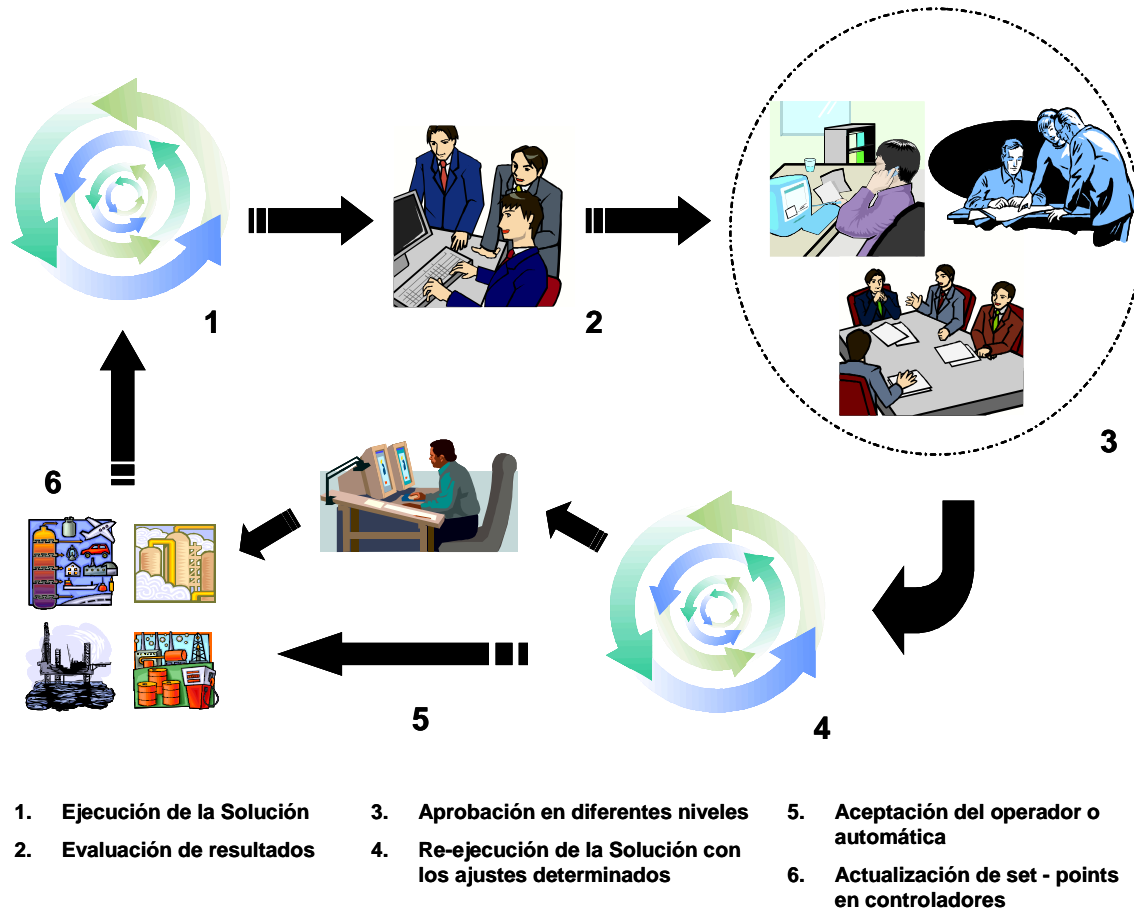 1
2
3
6
5
4
1. Ejecución de la Solución
2. Evaluación de resultados
3. Aprobación en diferentes niveles
4. Re-ejecución de la Solución con
los ajustes determinados
5. Aceptación del operador o
automática
6. Actualización de set - points
en controladores